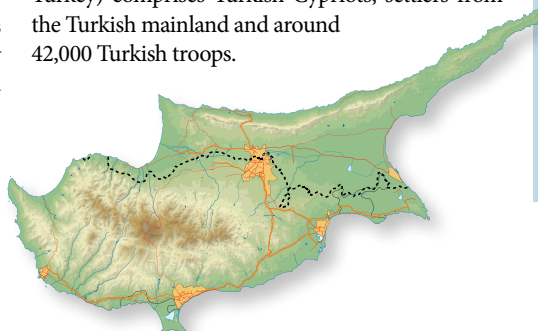 Turkey) comprises Turkish Cypriots, settlers from
the Turkish mainland and around
42,000 Turkish troops.